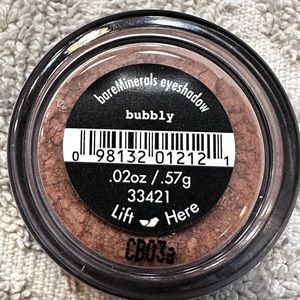 bareMinerals eyeshadow
bubbly
0 98132 01212 1
.02oz / .57g
33421
Lift Here
CB03a